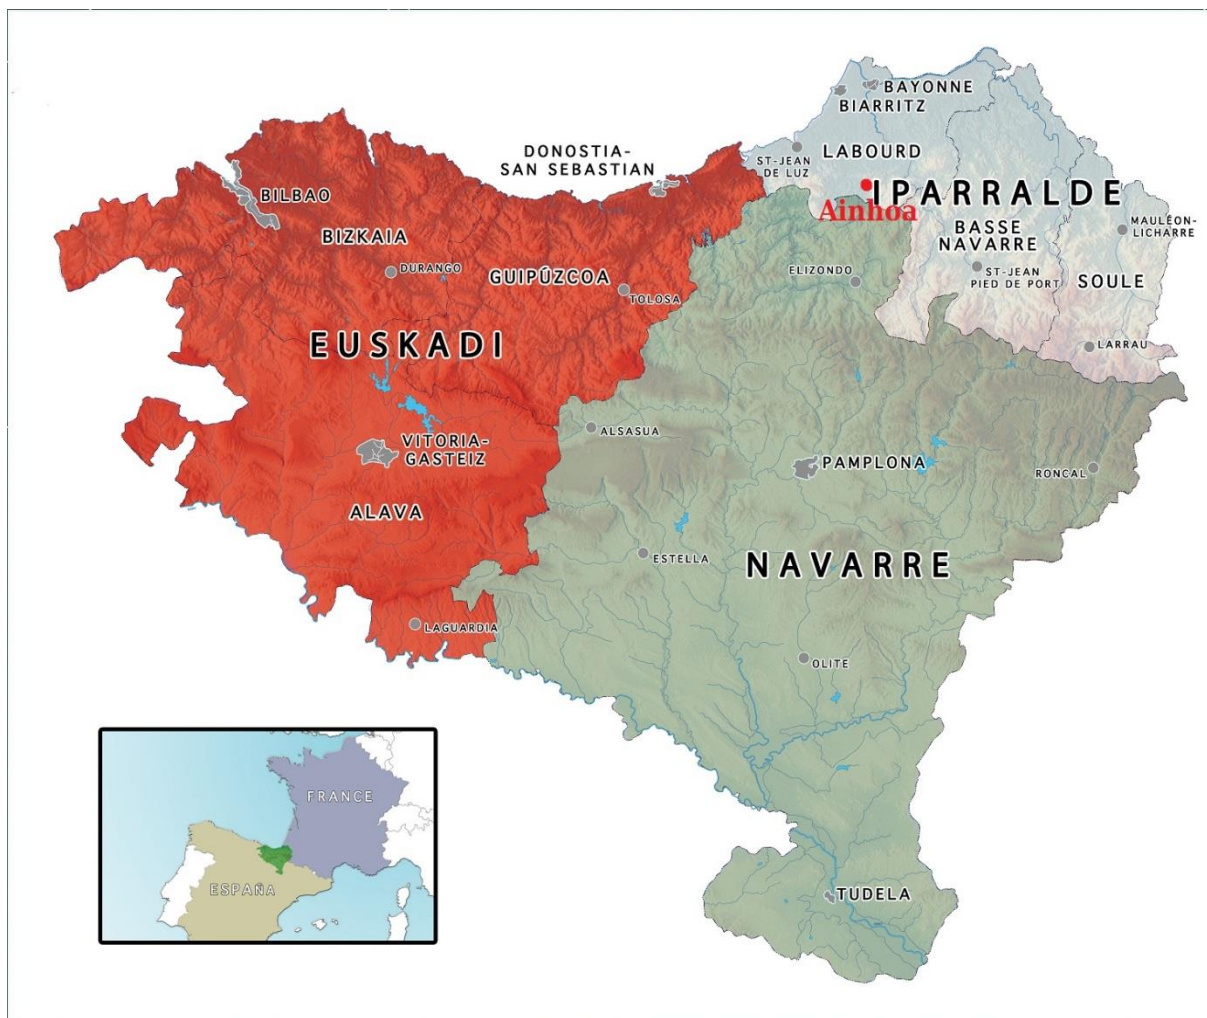 BAYONNE
BIARRITZ
DONOSTIA-
SAN SEBASTIAN
ST-JEAN
DE LUZ
LABOURD
IPARRALDE
Ainhoa
BILBAO
BIZKAIA
DURANGO
GUIPÛZCOA
TOLOSA
ELIZONDO
BASSE
NAVARRE
ST-JEAN
PIED DE PORT
MAULÉON-
LICHARRE
SOULE
LARRAU
EUSKADI
VITORIA-
GASTEIZ
ALSASUA
PAMPLONA
RONCAL
ALAVA
ESTELLA
NAVARRE
LAGUARDIA
OLITE
TUDELA
FRANCE
ESPAÑA